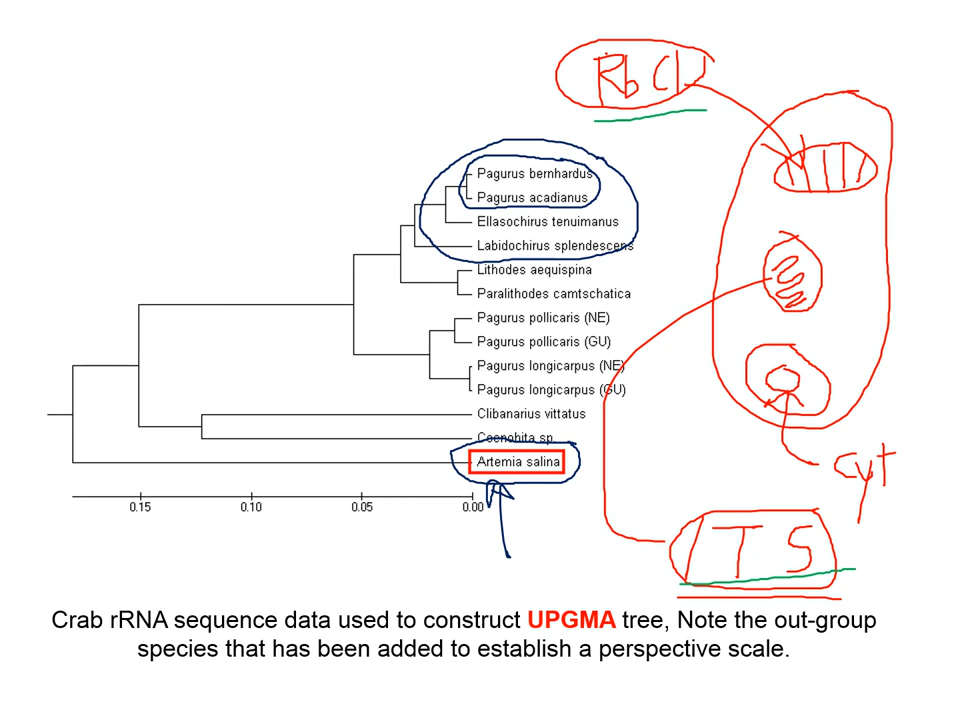 RbCL
Pagurus bernhardus
Pagurus acadianus
Ellasochirus tenuimanus
Labidochirus splendescens
Lithodes aequispina
Paralithodes camtschatica
Pagurus pollicaris (NE)
Pagurus pollicaris (GU)
Pagurus longicarpus (NE)
Pagurus longicarpus (GU)
Clibanarius vittatus
Coenohita sp.
Artemia salina
Cyt
0.15 0.10 0.05 0.00
ITS
Crab rRNA sequence data used to construct UPGMA tree, Note the out-group
species that has been added to establish a perspective scale.